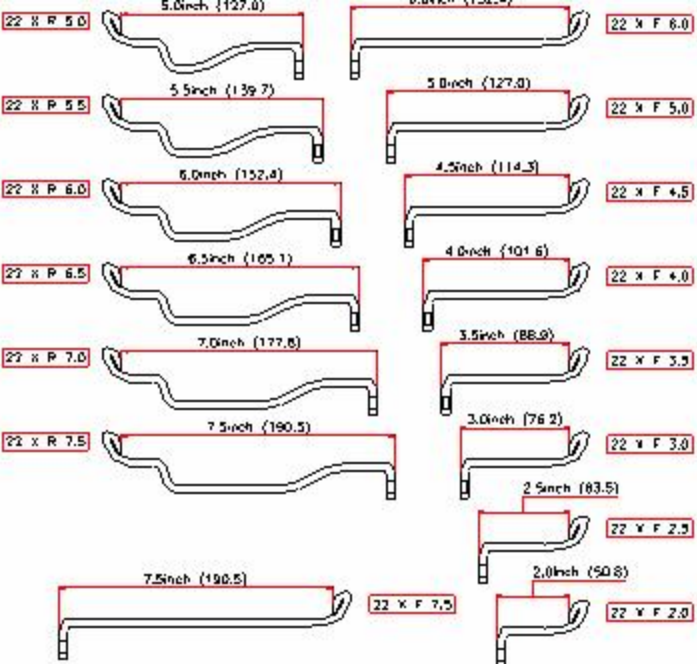 5.0inch (127.0)
22 X R 5.0
22 X F 6.0
5.5inch (139.7)
5.0inch (127.0)
22 X R 5.5
22 X F 5.0
6.0inch (152.4)
4.5inch (114.3)
22 X R 6.0
22 X F 4.5
6.5inch (165.1)
4.0inch (101.6)
22 X R 6.5
22 X F 4.0
7.0inch (177.8)
3.5inch (88.9)
22 X R 7.0
22 X F 3.5
7.5inch (190.5)
3.0inch (76.2)
22 X R 7.5
22 X F 3.0
2.5inch (83.5)
22 X F 2.5
7.5inch (190.5)
2.0inch (50.8)
22 X F 7.5
22 X F 2.0